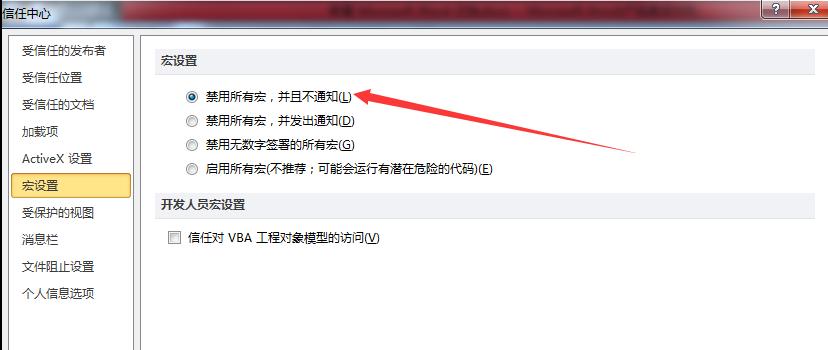 信任中心
受信任的发布者
受信任位置
受信任的文档
加载项
ActiveX 设置
宏设置
受保护的视图
消息栏
文件阻止设置
个人信息选项
宏设置
禁用所有宏，并且不通知(L)
禁用所有宏，并发出通知(D)
禁用无数字签署的所有宏(G)
启用所有宏(不推荐；可能会运行有潜在危险的代码)(E)
开发人员宏设置
信任对 VBA 工程对象模型的访问(V)